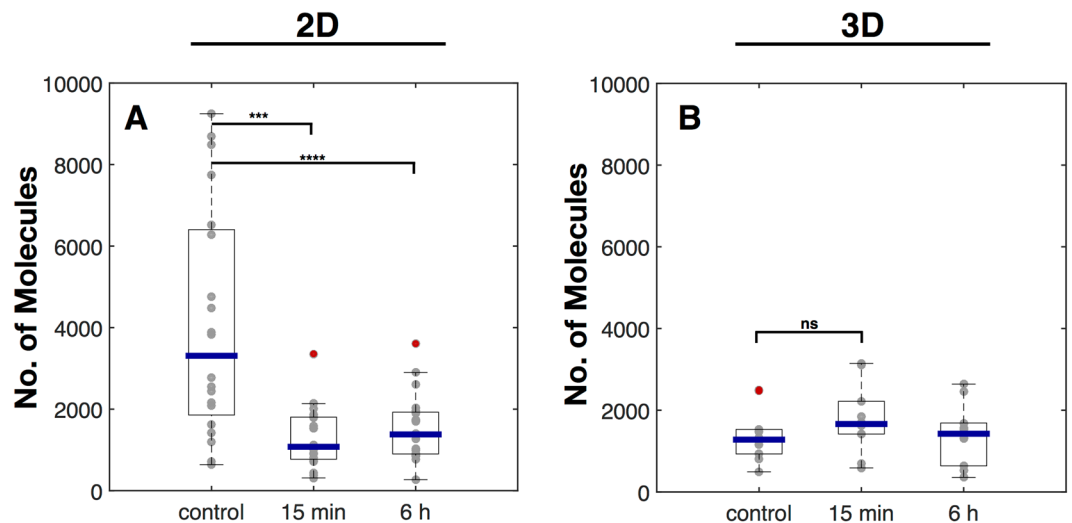 2D
3D
A
B
No. of Molecules
10000
8000
6000
4000
2000
0
***
****
control
15 min
6 h
No. of Molecules
10000
8000
6000
4000
2000
0
ns
control
15 min
6 h